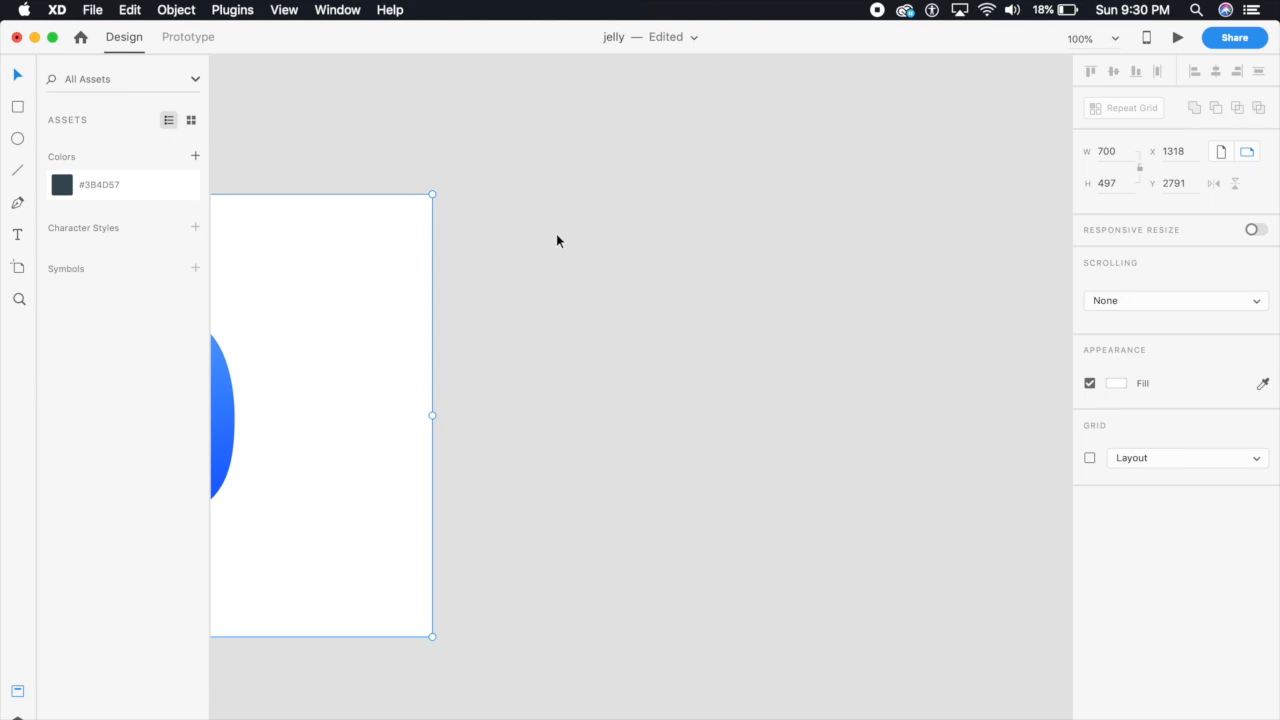 XD File Edit Object Plugins View Window Help 18% Sun 9:30 PM
Design Prototype jelly — Edited 100% Share
All Assets
ASSETS
Colors
#3B4D57
Character Styles
Symbols
Repeat Grid
W 700 X 1318
H 497 Y 2791
RESPONSIVE RESIZE
SCROLLING
None
APPEARANCE
Fill
GRID
Layout